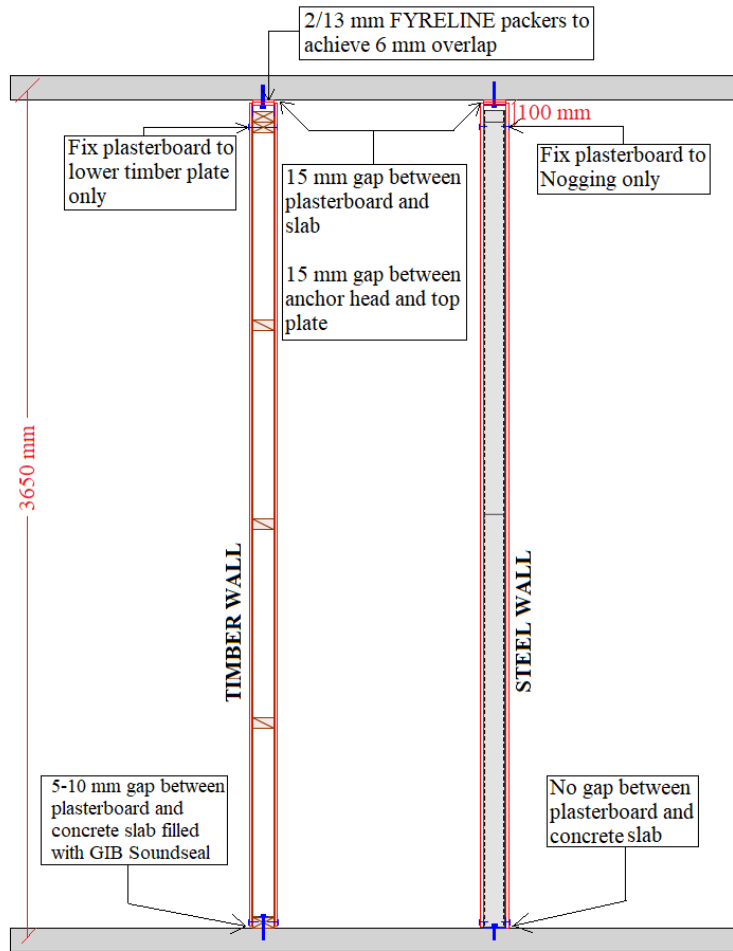 2/13 mm FYRELINE packers to
achieve 6 mm overlap
100 mm
Fix plasterboard to
lower timber plate
only
15 mm gap between
plasterboard and
slab
15 mm gap between
anchor head and top
plate
Fix plasterboard to
Nogging only
3650 mm
TIMBER WALL
STEEL WALL
5-10 mm gap between
plasterboard and
concrete slab filled
with GIB Soundseal
No gap between
plasterboard and
concrete slab